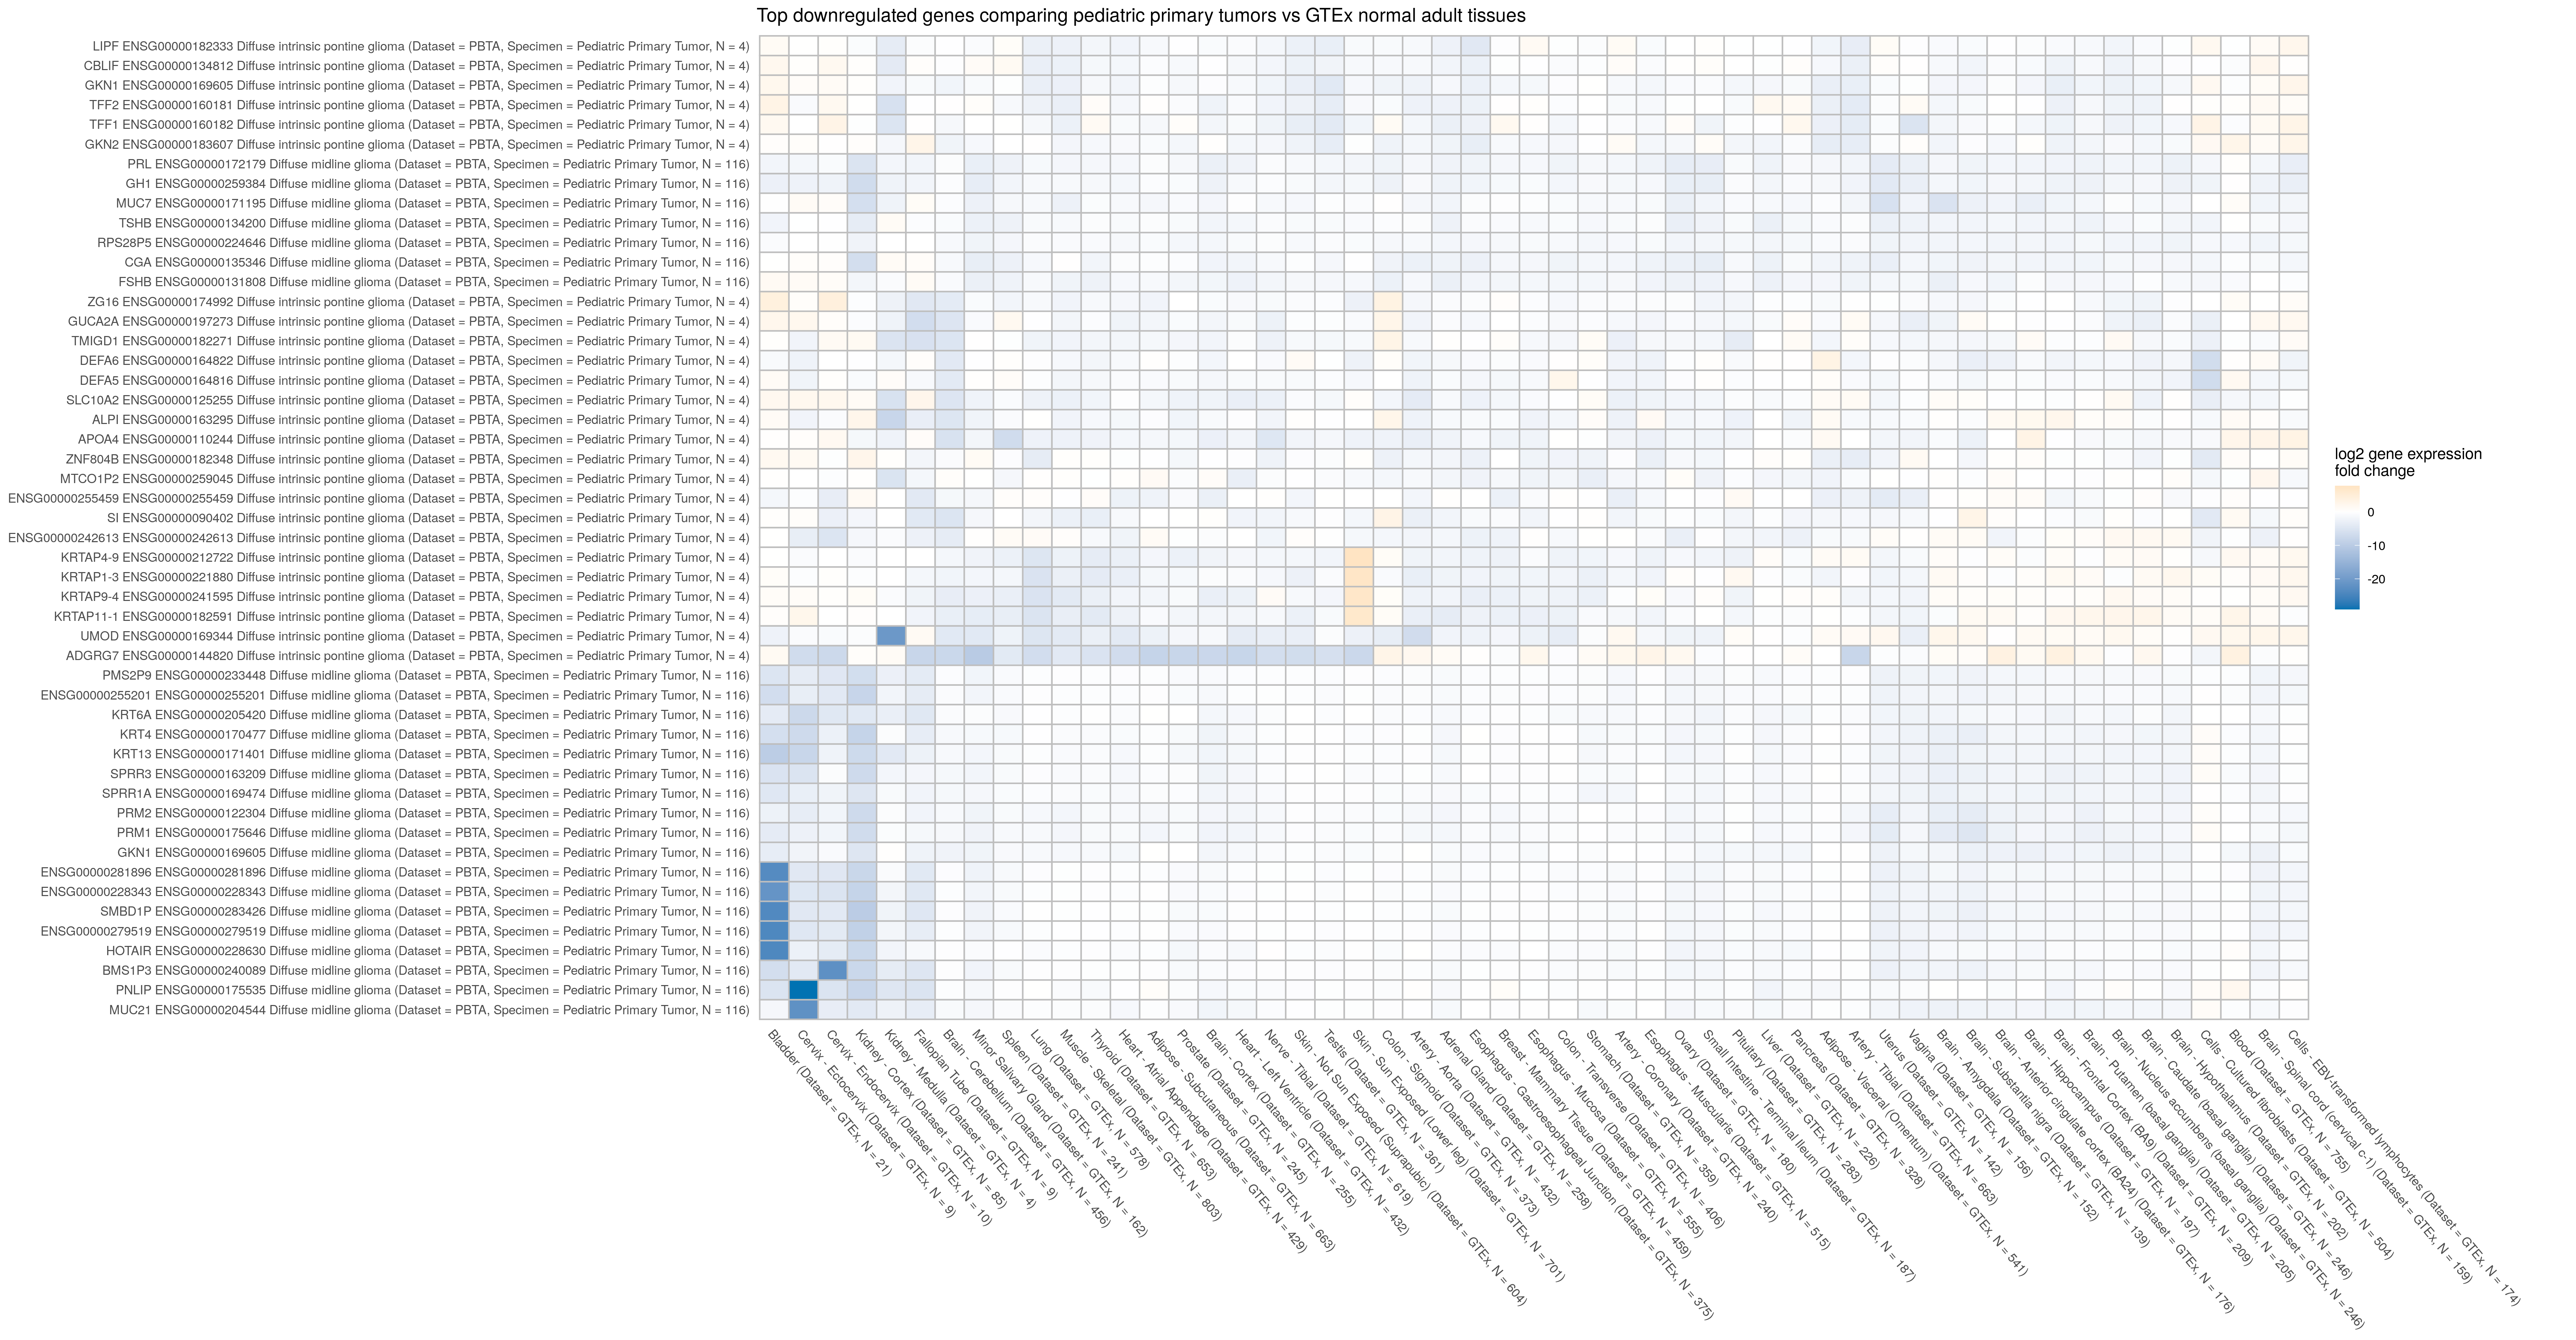 Top downregulated genes comparing pediatric primary tumors vs GTEx normal adult tissues
LIPF ENSG00000182333 Diffuse intrinsic pontine glioma (Dataset = PBTA, Specimen = Pediatric Primary Tumor, N = 4)
CBLIF ENSG00000134812 Diffuse intrinsic pontine glioma (Dataset = PBTA, Specimen = Pediatric Primary Tumor, N = 4)
GKN1 ENSG00000169605 Diffuse intrinsic pontine glioma (Dataset = PBTA, Specimen = Pediatric Primary Tumor, N = 4)
TFF2 ENSG00000160181 Diffuse intrinsic pontine glioma (Dataset = PBTA, Specimen = Pediatric Primary Tumor, N = 4)
TFF1 ENSG00000160182 Diffuse intrinsic pontine glioma (Dataset = PBTA, Specimen = Pediatric Primary Tumor, N = 4)
GKN2 ENSG00000183607 Diffuse intrinsic pontine glioma (Dataset = PBTA, Specimen = Pediatric Primary Tumor, N = 4)
PRL ENSG00000172179 Diffuse midline glioma (Dataset = PBTA, Specimen = Pediatric Primary Tumor, N = 116)
GH1 ENSG00000259384 Diffuse midline glioma (Dataset = PBTA, Specimen = Pediatric Primary Tumor, N = 116)
MUC7 ENSG00000171195 Diffuse midline glioma (Dataset = PBTA, Specimen = Pediatric Primary Tumor, N = 116)
TSHB ENSG00000134200 Diffuse midline glioma (Dataset = PBTA, Specimen = Pediatric Primary Tumor, N = 116)
RPS28P5 ENSG00000224646 Diffuse midline glioma (Dataset = PBTA, Specimen = Pediatric Primary Tumor, N = 116)
CGA ENSG00000135346 Diffuse midline glioma (Dataset = PBTA, Specimen = Pediatric Primary Tumor, N = 116)
FSHB ENSG00000131808 Diffuse midline glioma (Dataset = PBTA, Specimen = Pediatric Primary Tumor, N = 116)
ZG16 ENSG00000174992 Diffuse intrinsic pontine glioma (Dataset = PBTA, Specimen = Pediatric Primary Tumor, N = 4)
GUCA2A ENSG00000197273 Diffuse intrinsic pontine glioma (Dataset = PBTA, Specimen = Pediatric Primary Tumor, N = 4)
TMIGD1 ENSG00000182271 Diffuse intrinsic pontine glioma (Dataset = PBTA, Specimen = Pediatric Primary Tumor, N = 4)
DEFA6 ENSG00000164822 Diffuse intrinsic pontine glioma (Dataset = PBTA, Specimen = Pediatric Primary Tumor, N = 4)
DEFA5 ENSG00000164816 Diffuse intrinsic pontine glioma (Dataset = PBTA, Specimen = Pediatric Primary Tumor, N = 4)
SLC10A2 ENSG00000125255 Diffuse intrinsic pontine glioma (Dataset = PBTA, Specimen = Pediatric Primary Tumor, N = 4)
ALPI ENSG00000163295 Diffuse intrinsic pontine glioma (Dataset = PBTA, Specimen = Pediatric Primary Tumor, N = 4)
APOA4 ENSG00000110244 Diffuse intrinsic pontine glioma (Dataset = PBTA, Specimen = Pediatric Primary Tumor, N = 4)
ZNF804B ENSG00000182348 Diffuse intrinsic pontine glioma (Dataset = PBTA, Specimen = Pediatric Primary Tumor, N = 4)
MTCO1P2 ENSG00000259045 Diffuse intrinsic pontine glioma (Dataset = PBTA, Specimen = Pediatric Primary Tumor, N = 4)
ENSG00000255459 ENSG00000255459 Diffuse intrinsic pontine glioma (Dataset = PBTA, Specimen = Pediatric Primary Tumor, N = 4)
SI ENSG00000090402 Diffuse intrinsic pontine glioma (Dataset = PBTA, Specimen = Pediatric Primary Tumor, N = 4)
ENSG00000242613 ENSG00000242613 Diffuse intrinsic pontine glioma (Dataset = PBTA, Specimen = Pediatric Primary Tumor, N = 4)
KRTAP4-9 ENSG00000212722 Diffuse intrinsic pontine glioma (Dataset = PBTA, Specimen = Pediatric Primary Tumor, N = 4)
KRTAP1-3 ENSG00000221880 Diffuse intrinsic pontine glioma (Dataset = PBTA, Specimen = Pediatric Primary Tumor, N = 4)
KRTAP9-4 ENSG00000241595 Diffuse intrinsic pontine glioma (Dataset = PBTA, Specimen = Pediatric Primary Tumor, N = 4)
KRTAP11-1 ENSG00000182591 Diffuse intrinsic pontine glioma (Dataset = PBTA, Specimen = Pediatric Primary Tumor, N = 4)
UMOD ENSG00000169344 Diffuse intrinsic pontine glioma (Dataset = PBTA, Specimen = Pediatric Primary Tumor, N = 4)
ADGRG7 ENSG00000144820 Diffuse intrinsic pontine glioma (Dataset = PBTA, Specimen = Pediatric Primary Tumor, N = 4)
PMS2P9 ENSG00000233448 Diffuse midline glioma (Dataset = PBTA, Specimen = Pediatric Primary Tumor, N = 116)
ENSG00000255201 ENSG00000255201 Diffuse midline glioma (Dataset = PBTA, Specimen = Pediatric Primary Tumor, N = 116)
KRT6A ENSG00000205420 Diffuse midline glioma (Dataset = PBTA, Specimen = Pediatric Primary Tumor, N = 116)
KRT4 ENSG00000170477 Diffuse midline glioma (Dataset = PBTA, Specimen = Pediatric Primary Tumor, N = 116)
KRT13 ENSG00000171401 Diffuse midline glioma (Dataset = PBTA, Specimen = Pediatric Primary Tumor, N = 116)
SPRR3 ENSG00000163209 Diffuse midline glioma (Dataset = PBTA, Specimen = Pediatric Primary Tumor, N = 116)
SPRR1A ENSG00000169474 Diffuse midline glioma (Dataset = PBTA, Specimen = Pediatric Primary Tumor, N = 116)
PRM2 ENSG00000122304 Diffuse midline glioma (Dataset = PBTA, Specimen = Pediatric Primary Tumor, N = 116)
PRM1 ENSG00000175646 Diffuse midline glioma (Dataset = PBTA, Specimen = Pediatric Primary Tumor, N = 116)
GKN1 ENSG00000169605 Diffuse midline glioma (Dataset = PBTA, Specimen = Pediatric Primary Tumor, N = 116)
ENSG00000281896 ENSG00000281896 Diffuse midline glioma (Dataset = PBTA, Specimen = Pediatric Primary Tumor, N = 116)
ENSG00000228343 ENSG00000228343 Diffuse midline glioma (Dataset = PBTA, Specimen = Pediatric Primary Tumor, N = 116)
SMBD1P ENSG00000283426 Diffuse midline glioma (Dataset = PBTA, Specimen = Pediatric Primary Tumor, N = 116)
ENSG00000279519 ENSG00000279519 Diffuse midline glioma (Dataset = PBTA, Specimen = Pediatric Primary Tumor, N = 116)
HOTAIR ENSG00000228630 Diffuse midline glioma (Dataset = PBTA, Specimen = Pediatric Primary Tumor, N = 116)
BMS1P3 ENSG00000240089 Diffuse midline glioma (Dataset = PBTA, Specimen = Pediatric Primary Tumor, N = 116)
PNLIP ENSG00000175535 Diffuse midline glioma (Dataset = PBTA, Specimen = Pediatric Primary Tumor, N = 116)
MUC21 ENSG00000204544 Diffuse midline glioma (Dataset = PBTA, Specimen = Pediatric Primary Tumor, N = 116)
log2 gene expression
fold change
0
-10
-20
Bladder (Dataset = GTEx, N = 21)
Cervix - Ectocervix (Dataset = GTEx, N = 9)
Cervix - Endocervix (Dataset = GTEx, N = 10)
Kidney - Cortex (Dataset = GTEx, N = 85)
Kidney - Medulla (Dataset = GTEx, N = 4)
Fallopian Tube (Dataset = GTEx, N = 9)
Brain - Cerebellum (Dataset = GTEx, N = 456)
Minor Salivary Gland (Dataset = GTEx, N = 162)
Spleen (Dataset = GTEx, N = 241)
Lung (Dataset = GTEx, N = 578)
Muscle - Skeletal (Dataset = GTEx, N = 803)
Thyroid (Dataset = GTEx, N = 653)
Heart - Atrial Appendage (Dataset = GTEx, N = 429)
Adipose - Subcutaneous (Dataset = GTEx, N = 663)
Prostate (Dataset = GTEx, N = 245)
Brain - Cortex (Dataset = GTEx, N = 255)
Heart - Left Ventricle (Dataset = GTEx, N = 432)
Nerve - Tibial (Dataset = GTEx, N = 619)
Skin - Not Sun Exposed (Suprapubic) (Dataset = GTEx, N = 604)
Testis (Dataset = GTEx, N = 361)
Skin - Sun Exposed (Lower leg) (Dataset = GTEx, N = 701)
Colon - Sigmoid (Dataset = GTEx, N = 373)
Artery - Aorta (Dataset = GTEx, N = 432)
Adrenal Gland (Dataset = GTEx, N = 258)
Esophagus - Gastroesophageal Junction (Dataset = GTEx, N = 375)
Breast - Mammary Tissue (Dataset = GTEx, N = 459)
Esophagus - Mucosa (Dataset = GTEx, N = 555)
Colon - Transverse (Dataset = GTEx, N = 406)
Stomach (Dataset = GTEx, N = 359)
Artery - Coronary (Dataset = GTEx, N = 240)
Esophagus - Muscularis (Dataset = GTEx, N = 515)
Ovary (Dataset = GTEx, N = 180)
Small Intestine - Terminal Ileum (Dataset = GTEx, N = 187)
Pituitary (Dataset = GTEx, N = 283)
Liver (Dataset = GTEx, N = 226)
Pancreas (Dataset = GTEx, N = 328)
Adipose - Visceral (Omentum) (Dataset = GTEx, N = 541)
Artery - Tibial (Dataset = GTEx, N = 663)
Uterus (Dataset = GTEx, N = 142)
Vagina (Dataset = GTEx, N = 156)
Brain - Amygdala (Dataset = GTEx, N = 152)
Brain - Substantia nigra (Dataset = GTEx, N = 139)
Brain - Anterior cingulate cortex (BA24) (Dataset = GTEx, N = 176)
Brain - Hippocampus (Dataset = GTEx, N = 197)
Brain - Frontal Cortex (BA9) (Dataset = GTEx, N = 209)
Brain - Putamen (basal ganglia) (Dataset = GTEx, N = 205)
Brain - Nucleus accumbens (basal ganglia) (Dataset = GTEx, N = 246)
Brain - Caudate (basal ganglia) (Dataset = GTEx, N = 246)
Brain - Hypothalamus (Dataset = GTEx, N = 202)
Cells - Cultured fibroblasts (Dataset = GTEx, N = 504)
Blood (Dataset = GTEx, N = 755)
Brain - Spinal cord (cervical c-1) (Dataset = GTEx, N = 159)
Cells - EBV-transformed lymphocytes (Dataset = GTEx, N = 174)